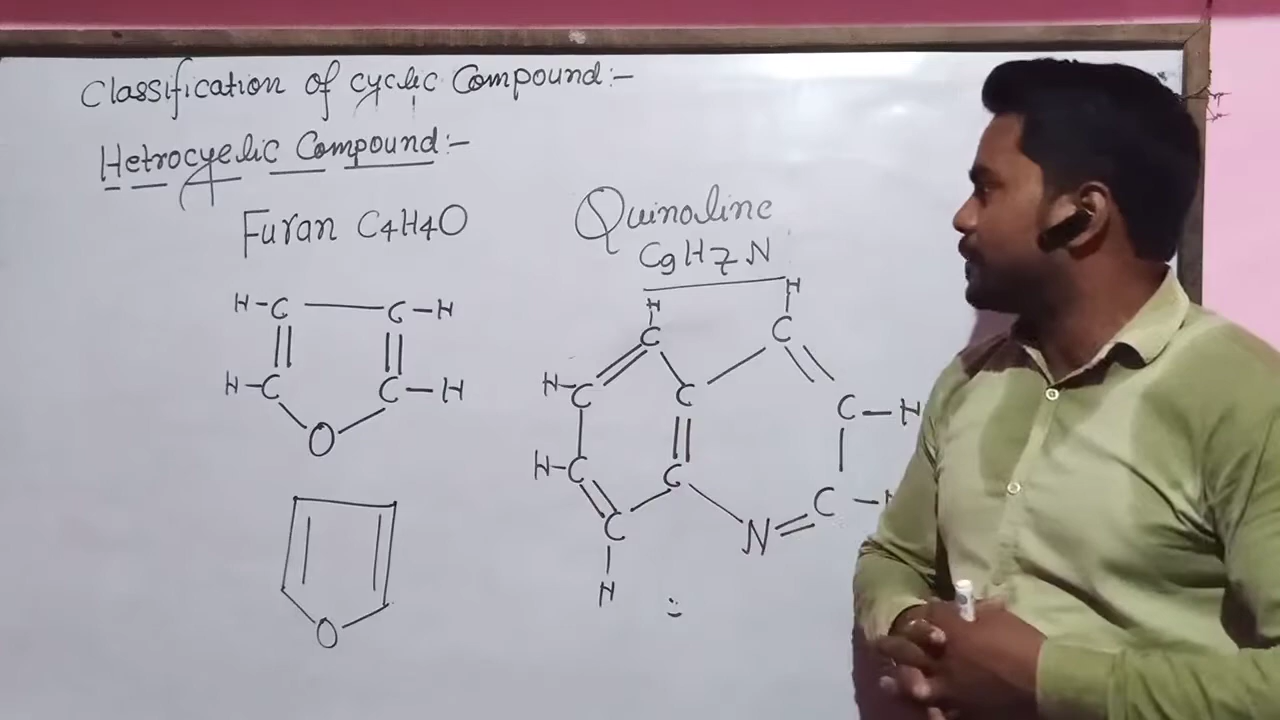 Classification of cyclic Compound:-
Hetrocyclic Compound:-
Furan C4H4O
Quinoline
C9H7N
H-C C-H
H-C C-H
O
O
H H
C C
H-C C C-H
H-C C C-
C N
H